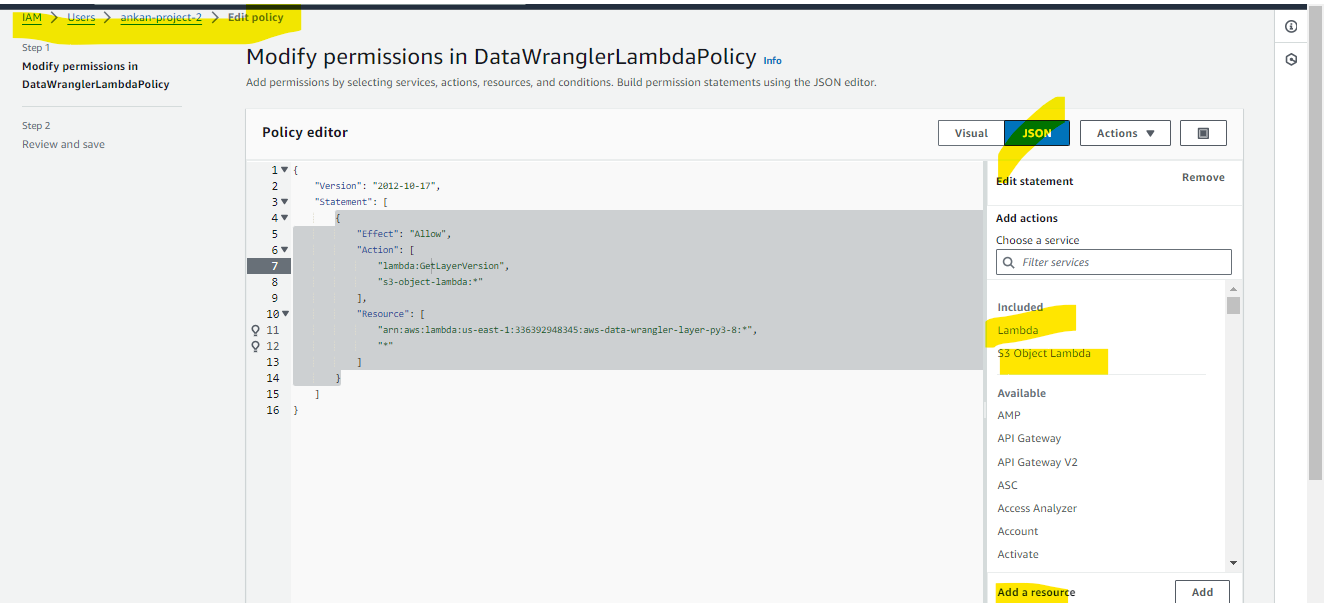 IAM > Users > ankan-project-2 > Edit policy
Step 1
Modify permissions in
DataWranglerLambdaPolicy
Step 2
Review and save
Modify permissions in DataWranglerLambdaPolicy Info
Add permissions by selecting services, actions, resources, and conditions. Build permission statements using the JSON editor.
Policy editor
Visual JSON Actions
1 {
2 "Version": "2012-10-17",
3 "Statement": [
4 {
5 "Effect": "Allow",
6 "Action": [
7 "lambda:GetLayerVersion",
8 "s3-object-lambda:*"
9 ],
10 "Resource": [
11 "arn:aws:lambda:us-east-1:336392948345:aws-data-wrangler-layer-py3-8:*",
12 "*"
13 ]
14 }
15 ]
16 }
Edit statement Remove
Add actions
Choose a service
Filter services
Included
Lambda
S3 Object Lambda
Available
AMP
API Gateway
API Gateway V2
ASC
Access Analyzer
Account
Activate
Add a resource Add